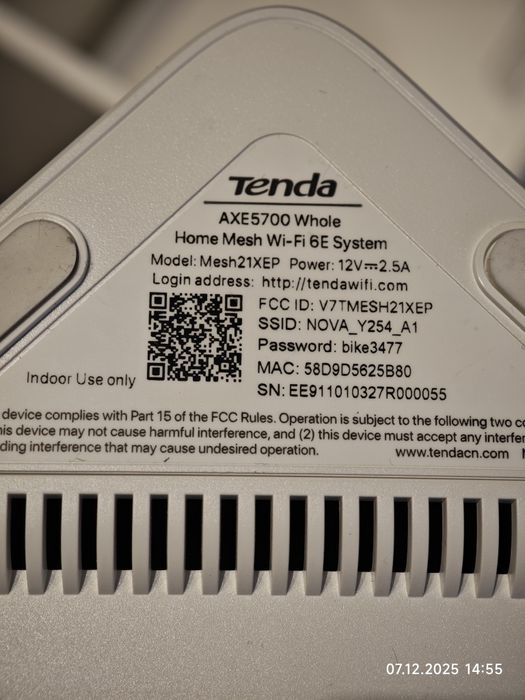 Tenda
AXE5700 Whole
Home Mesh Wi-Fi 6E System
Model: Mesh21XEP Power: 12V⎓2.5A
Login address: http://tendawifi.com
FCC ID: V7TMESH21XEP
SSID: NOVA_Y254_A1
Password: bike3477
MAC: 58D9D5625B80
SN: EE911010327R000055
Indoor Use only
device complies with Part 15 of the FCC Rules. Operation is subject to the following two
this device may not cause harmful interference, and (2) this device must accept any
interference that may cause undesired operation.
www.tendacn.com
07.12.2025 14:55